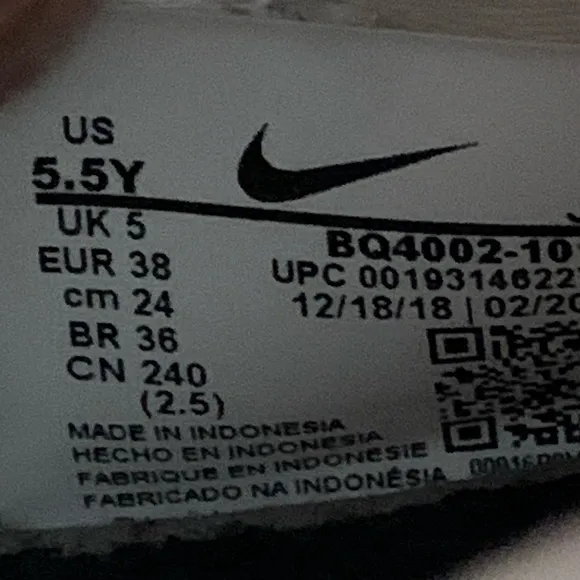 US
5.5Y
UK 5
EUR 38
cm 24
BR 36
CN 240
(2.5)
BQ4002-10
UPC 0019314622
12/18/18 | 02/2
MADE IN INDONESIA
HECHO EN INDONESIA
FABRIQUE EN INDONESIE
FABRICADO NA INDONÉSIA